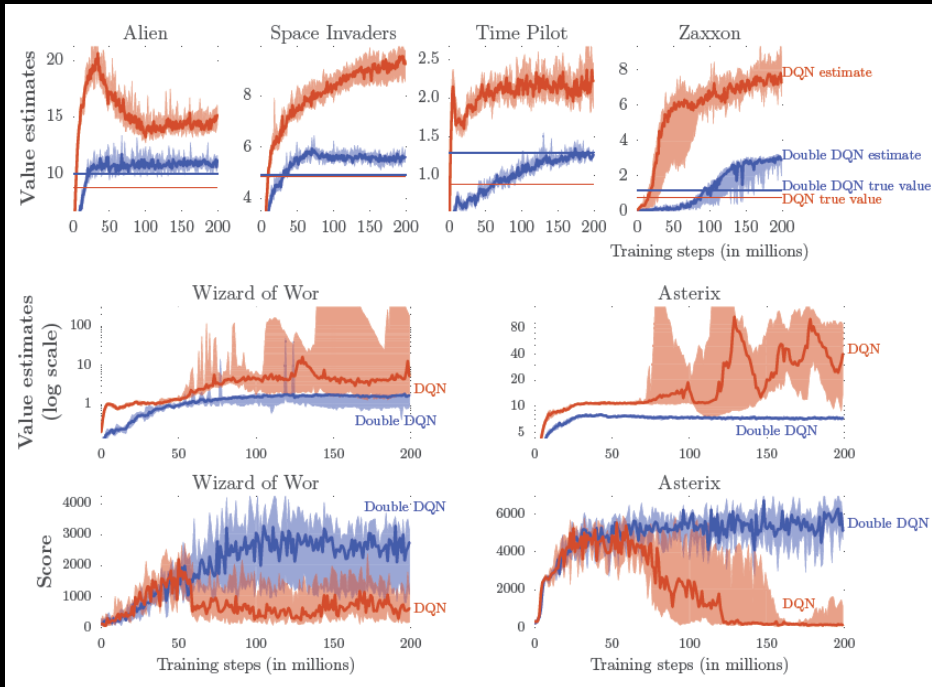 Alien
Space Invaders
Time Pilot
Zaxxon
Value estimates
20
15
10
0 50 100 150 200
8
6
4
0 50 100 150 200
2.5
2.0
1.5
1.0
0 50 100 150 200
8
6
4
2
0
0 50 100 150 200
DQN estimate
Double DQN estimate
Double DQN true value
DQN true value
Training steps (in millions)
Wizard of Wor
Asterix
Value estimates
(log scale)
100
10
1
0 50 100 150 200
DQN
Double DQN
80
40
20
10
5
0 50 100 150 200
DQN
Double DQN
Wizard of Wor
Asterix
Score
4000
3000
2000
1000
0
0 50 100 150 200
Double DQN
DQN
Training steps (in millions)
6000
4000
2000
0
0 50 100 150 200
Double DQN
DQN
Training steps (in millions)